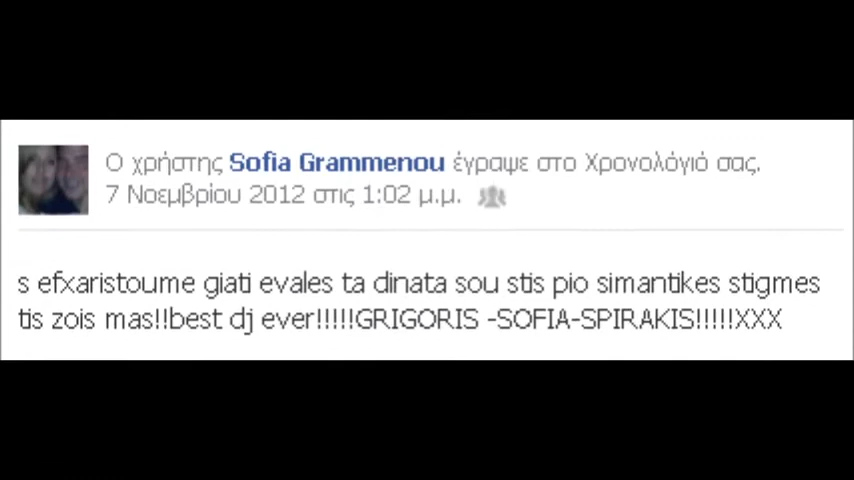 Ο χρήστης Sofia Grammenou έγραψε στο Χρονολόγιό σας.
7 Νοεμβρίου 2012 στις 1:02 μ.μ.
s efxaristoume giati evales ta dinata sou stis pio simantikes stigmes
tis zois mas!!best dj ever!!!!!GRIGORIS -SOFIA-SPIRAKIS!!!!!XXX